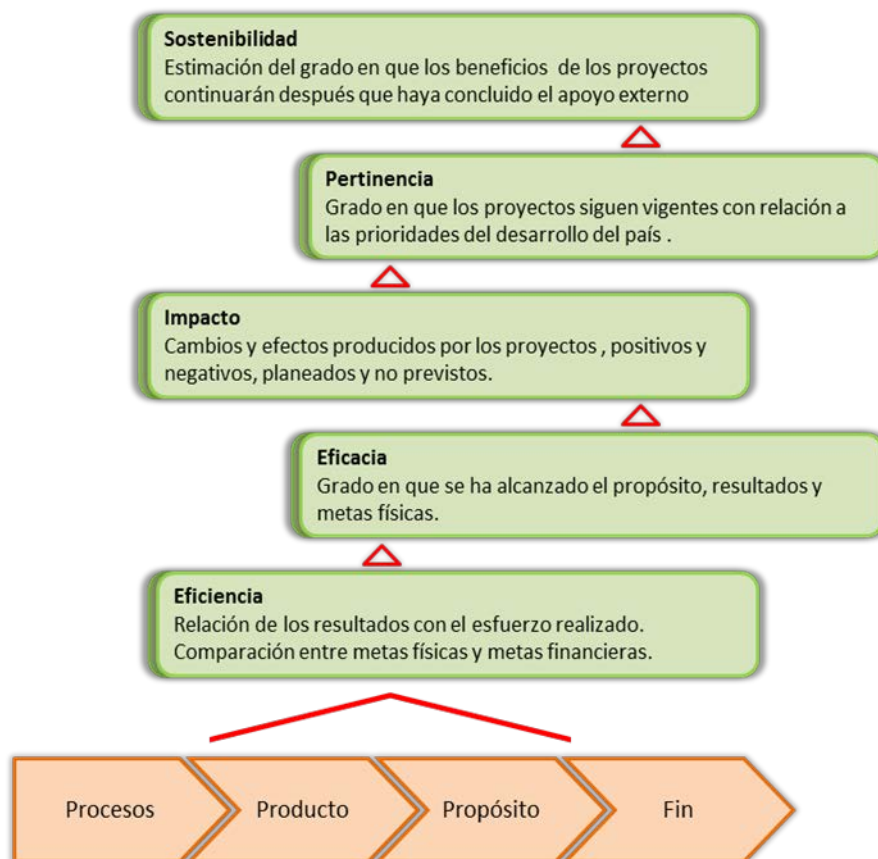 Sostenibilidad
Estimación del grado en que los beneficios de los proyectos
continuarán después que haya concluido el apoyo externo
Pertinencia
Grado en que los proyectos siguen vigentes con relación a
las prioridades del desarrollo del país .
Impacto
Cambios y efectos producidos por los proyectos , positivos y
negativos, planeados y no previstos.
Eficacia
Grado en que se ha alcanzado el propósito, resultados y
metas físicas.
Eficiencia
Relación de los resultados con el esfuerzo realizado.
Comparación entre metas físicas y metas financieras.
Procesos
Producto
Propósito
Fin